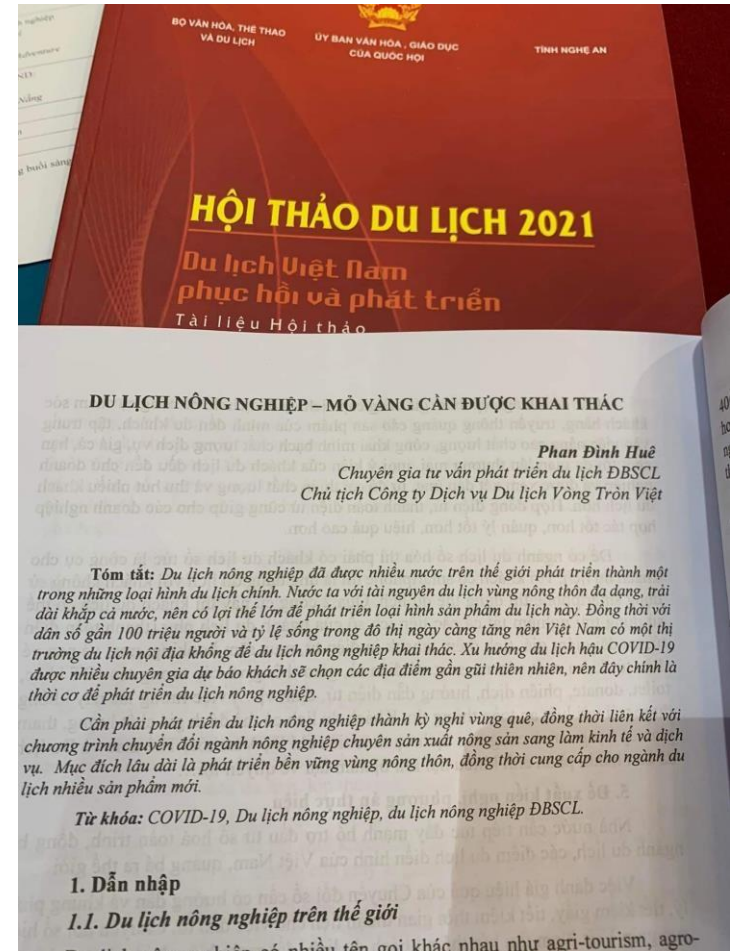 nghiệp
Adventure
Nẵng
g buổi sáng
BỘ VĂN HÓA, THỂ THAO
VÀ DU LỊCH
ỦY BAN VĂN HÓA , GIÁO DỤC
CỦA QUỐC HỘI
TỈNH NGHỆ AN
HỘI THẢO DU LỊCH 2021
Du lịch Việt Nam
phục hồi và phát triển
Tài liệu Hội thảo
DU LỊCH NÔNG NGHIỆP – MỎ VÀNG CẦN ĐƯỢC KHAI THÁC
Phan Đình Huê
Chuyên gia tư vấn phát triển du lịch ĐBSCL
Chủ tịch Công ty Dịch vụ Du lịch Vòng Tròn Việt
Tóm tắt: Du lịch nông nghiệp đã được nhiều nước trên thế giới phát triển thành một
trong những loại hình du lịch chính. Nước ta với tài nguyên du lịch vùng nông thôn đa dạng, trải
dài khắp cả nước, nên có lợi thế lớn để phát triển loại hình sản phẩm du lịch này. Đồng thời với
dân số gần 100 triệu người và tỷ lệ sống trong đô thị ngày càng tăng nên Việt Nam có một thị
trường du lịch nội địa khổng để du lịch nông nghiệp khai thác. Xu hướng du lịch hậu COVID-19
được nhiều chuyên gia dự báo khách sẽ chọn các địa điểm gần gũi thiên nhiên, nên đây chính là
thời cơ để phát triển du lịch nông nghiệp.
Cần phải phát triển du lịch nông nghiệp thành kỳ nghỉ vùng quê, đồng thời liên kết với
chương trình chuyển đổi ngành nông nghiệp chuyên sản xuất nông sản sang làm kinh tế và dịch
vụ. Mục đích lâu dài là phát triển bền vững vùng nông thôn, đồng thời cung cấp cho ngành du
lịch nhiều sản phẩm mới.
Từ khóa: COVID-19, Du lịch nông nghiệp, du lịch nông nghiệp ĐBSCL.
1. Dẫn nhập
1.1. Du lịch nông nghiệp trên thế giới
nhiều tên gọi khác nhau như agri-tourism, agro-